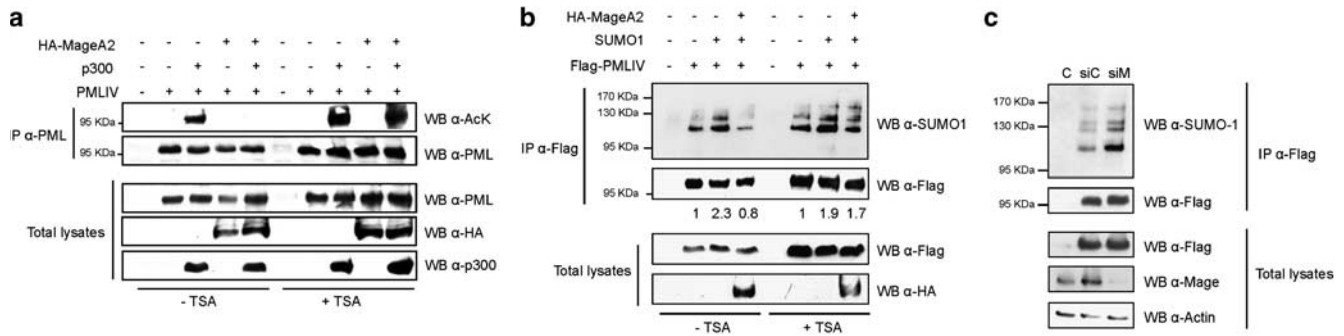 a
HA-MageA2 - - - + + - - - + +
p300 - - + - + - - + - +
PMLIV - + + + + - + + + +
IP α-PML
95 KDa
WB α-AcK
95 KDa
WB α-PML
Total lysates
WB α-PML
WB α-HA
WB α-p300
- TSA
+ TSA
b
HA-MageA2 - - - + - - - +
SUMO1 - - + + - - + +
Flag-PMLIV - + + + - + + +
IP α-Flag
170 KDa
130 KDa
95 KDa
WB α-SUMO1
95 KDa
WB α-Flag
1 2.3 0.8 1 1.9 1.7
Total lysates
WB α-Flag
WB α-HA
- TSA
+ TSA
c
C siC siM
170 KDa
130 KDa
95 KDa
WB α-SUMO-1
IP α-Flag
95 KDa
WB α-Flag
WB α-Flag
WB α-Mage
WB α-Actin
Total lysates